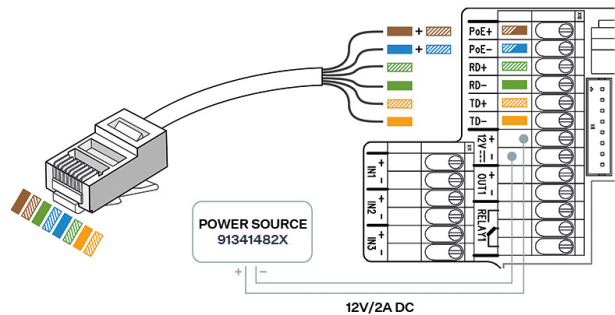 +
+
PoE+
PoE-
RD+
RD-
TD+
TD-
12V
+
-
OUT1
+
-
RELAY1
IN1
+
-
IN2
+
-
IN3
+
-
POWER SOURCE
91341482X
+ -
12V/2A DC